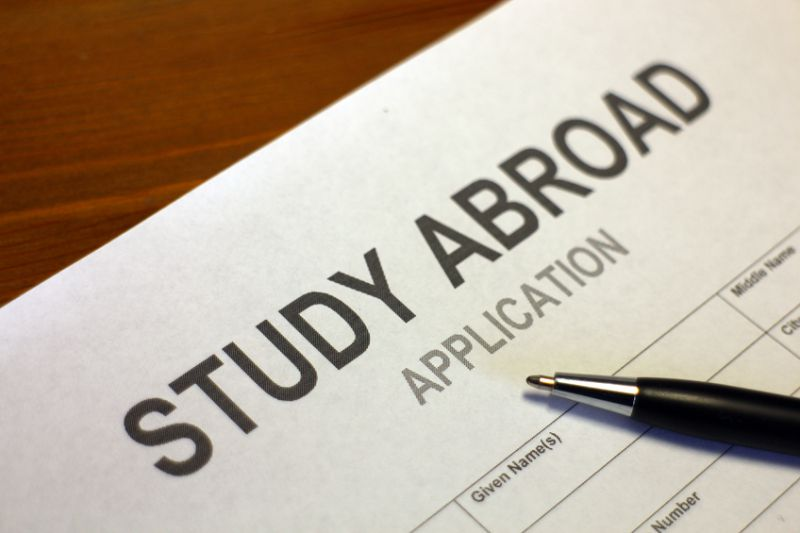 STUDY ABROAD
APPLICATION
Middle Name
Given Name(s)
Number